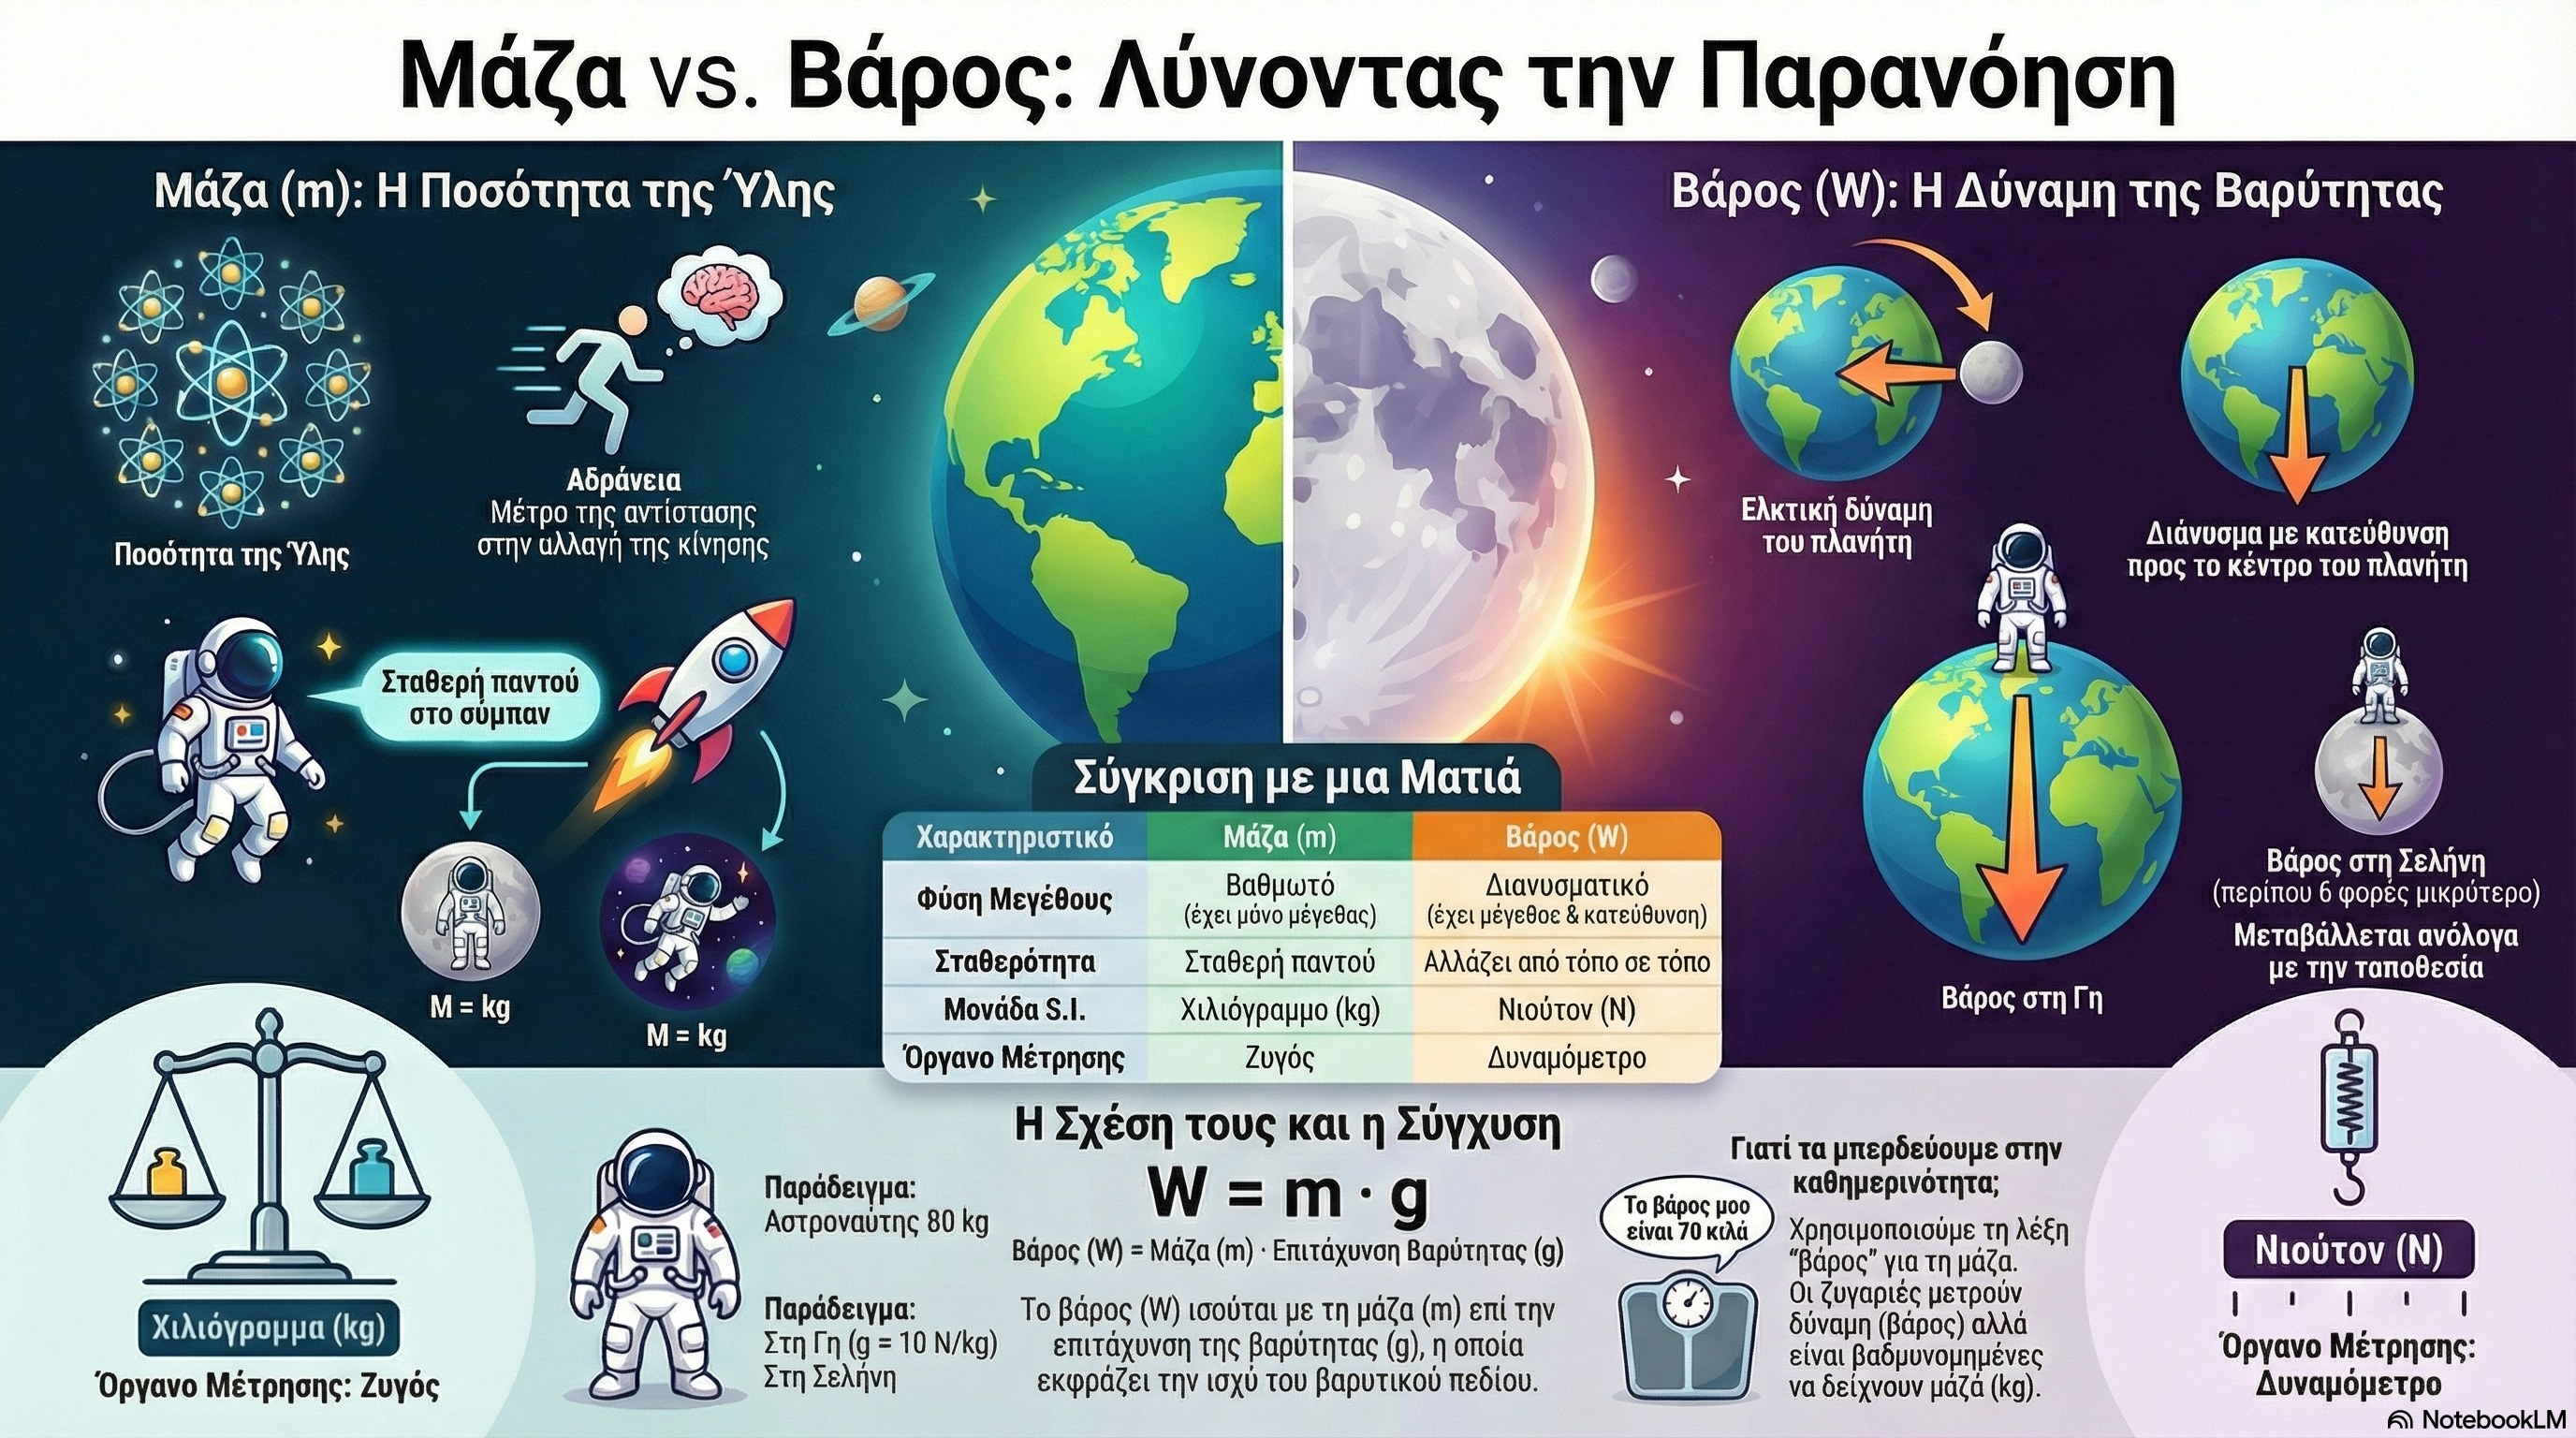 Μάζα vs. Βάρος: Λύνοντας την Παρανόηση
Μάζα (m): Η Ποσότητα της Ύλης
Ποσότητα της Ύλης
Αδράνεια
Μέτρο της αντίστασης
στην αλλαγή της κίνησης
Σταθερή παντού
στο σύμπαν
M = kg
M = kg
Χιλιόγρομμα (kg)
Όργανο Μέτρησης: Ζυγός
Βάρος (W): Η Δύναμη της Βαρύτητας
Ελκτική δύναμη
του πλανήτη
Διάνυσμα με κατεύθυνση
προς το κέντρο του πλανήτη
Βάρος στη Γη
Βάρος στη Σελήνη
(περίπου 6 φορές μικρύτερο)
Μεταβάλλεται ανόλογα
με την ταποθεσία
Νιούτον (N)
Όργανο Μέτρησης:
Δυναμόμετρο
Σύγκριση με μια Ματιά
Χαρακτηριστικό Μάζα (m) Βάρος (W)
Φύση Μεγέθους Βαθμωτό Διανυσματικό
(έχει μόνο μέγεθας) (έχει μέγεθοε & κατεύθυνση)
Σταθερότητα Σταθερή παντού Αλλάζει από τόπο σε τόπο
Μονάδα S.I. Χιλιόγραμμο (kg) Νιούτον (N)
Όργανο Μέτρησης Ζυγός Δυναμόμετρο
Η Σχέση τους και η Σύγχυση
W = m · g
Βάρος (W) = Μάζα (m) · Επιτάχυνση Βαρύτητας (g)
Το βάρος (W) ισούται με τη μάζα (m) επί την
επιτάχυνση της βαρύτητας (g), η οποία
εκφράζει την ισχύ του βαρυτικού πεδίου.
Παράδειγμα:
Αστροναύτης 80 kg
Παράδειγμα:
Στη Γη (g = 10 N/kg)
Στη Σελήνη
Γιατί τα μπερδεύουμε στην
καθημερινότητα;
Το βάρος μοο
είναι 70 κιλά
Χρησιμοποιούμε τη λέξη
“βάρος” για τη μάζα.
Οι ζυγαριές μετρούν
δύναμη (βάρος) αλλά
είναι βαδμυνομημένες
να δείχνουν μάζά (kg).
NotebookLM